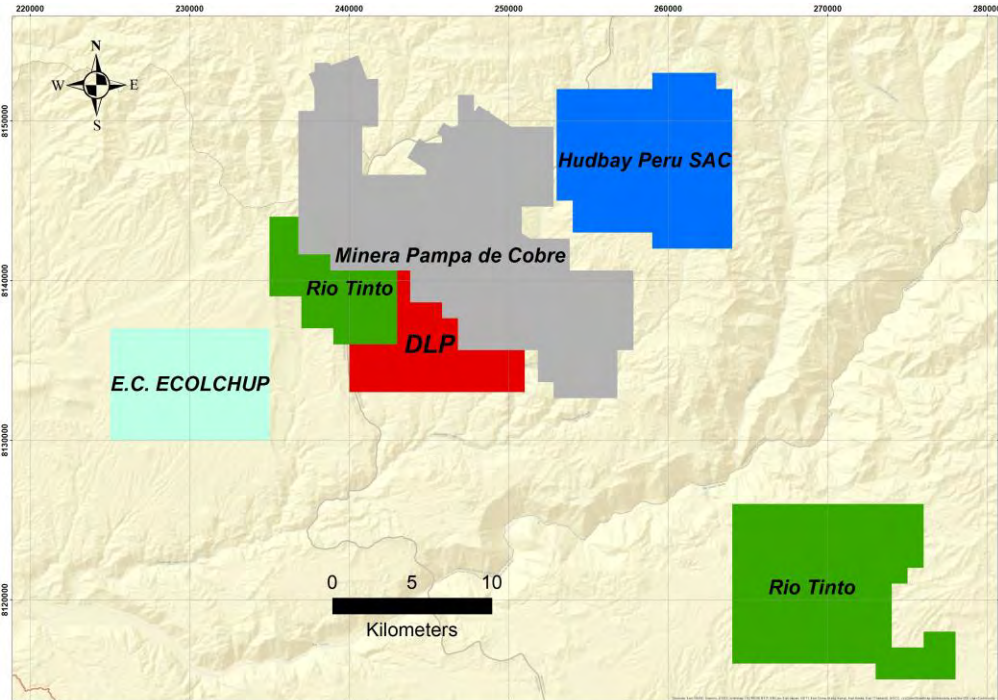 220000 230000 240000 250000 260000 270000 280000
N
W E
S
8150000
Hudbay Peru SAC
Minera Pampa de Cobre
8140000
Rio Tinto
DLP
E.C. ECOLCHUP
8130000
8120000
0 5 10
Kilometers
Rio Tinto